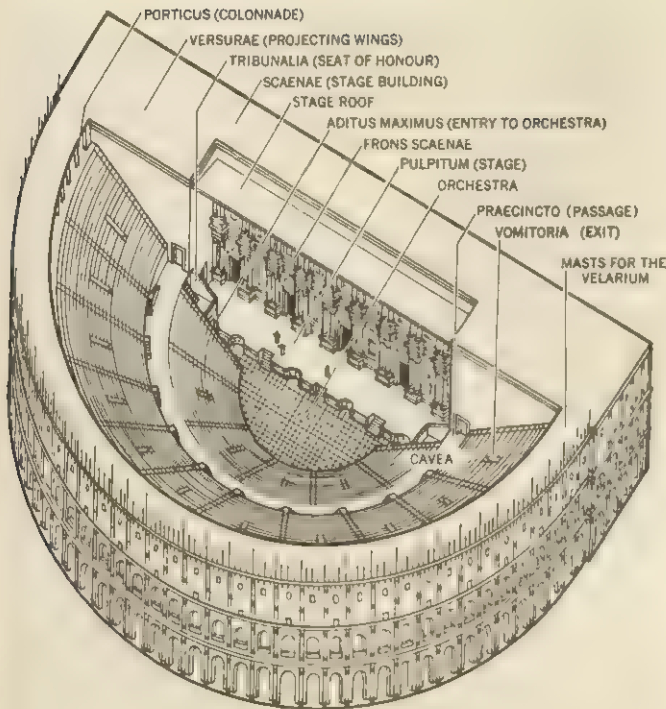 PORTICUS (COLONNADE)
VERSURAE (PROJECTING WINGS)
TRIBUNALIA (SEAT OF HONOUR)
SCAENAE (STAGE BUILDING)
STAGE ROOF
ADITUS MAXIMUS (ENTRY TO ORCHESTRA)
FRONS SCAENAE
PULPITUM (STAGE)
ORCHESTRA
PRAECINCTO (PASSAGE)
VOMITORIA (EXIT)
MASTS FOR THE
VELARIUM
CAVEA